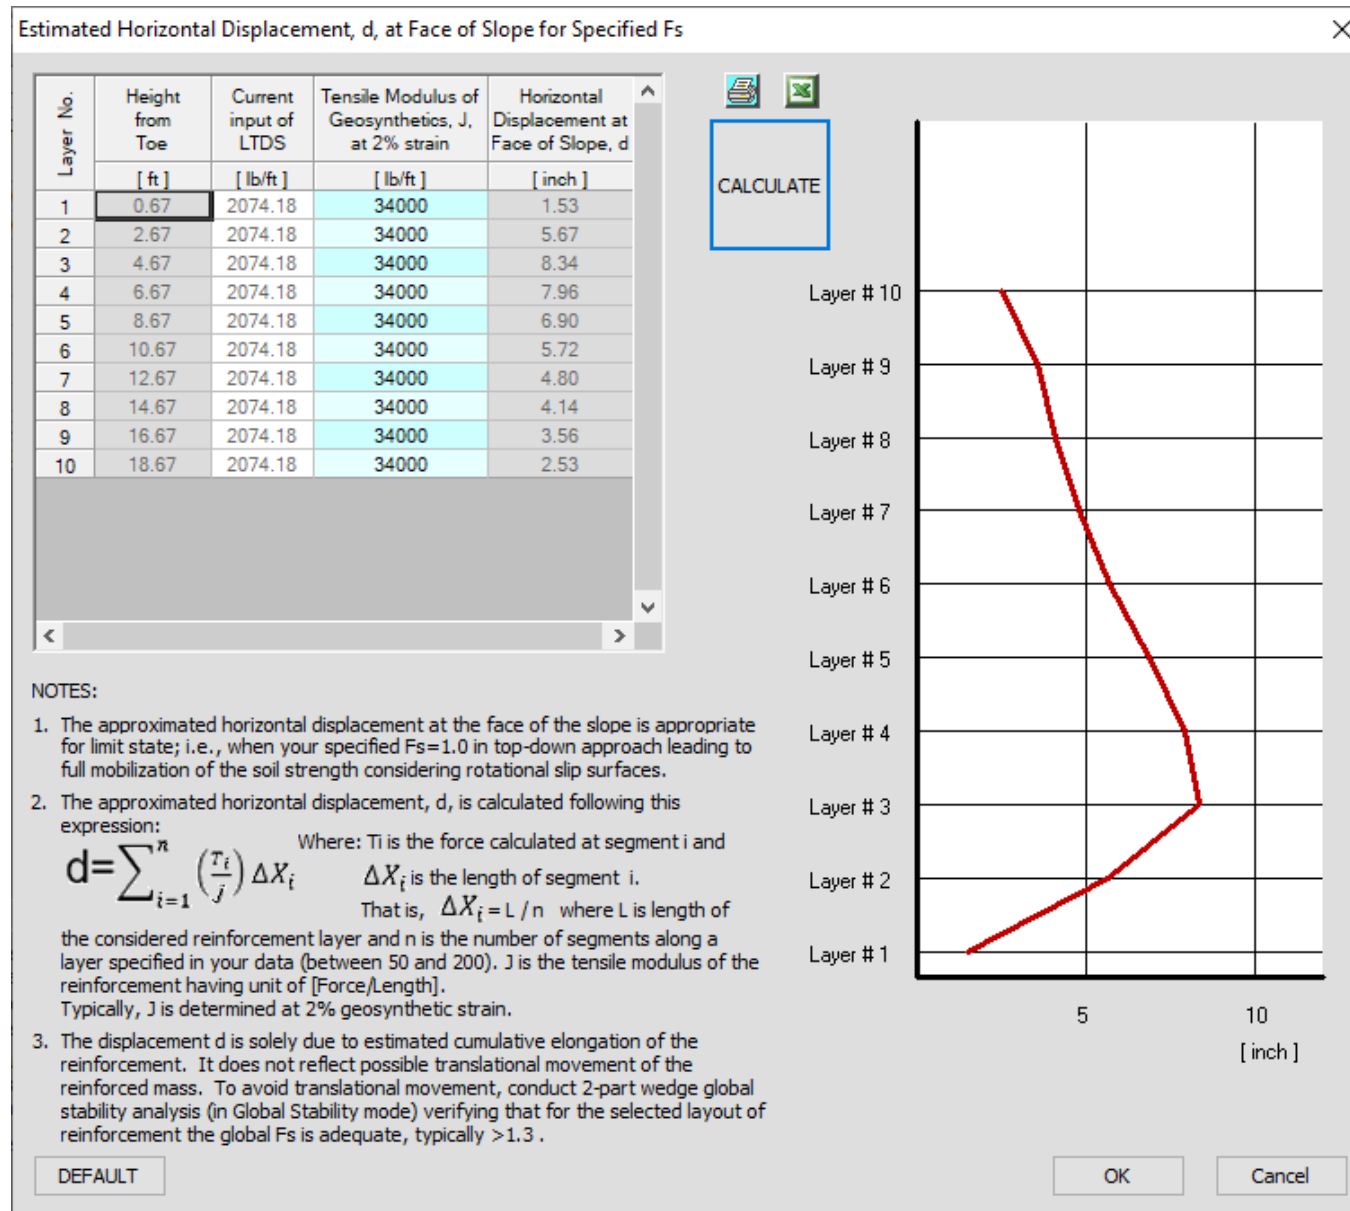 Estimated Horizontal Displacement, d, at Face of Slope for Specified Fs
Layer No.
Height from Toe
Current input of LTDS
Tensile Modulus of Geosynthetics, J, at 2% strain
Horizontal Displacement at Face of Slope, d
[ ft ] [ lb/ft ] [ lb/ft ] [ inch ]
1 0.67 2074.18 34000 1.53
2 2.67 2074.18 34000 5.67
3 4.67 2074.18 34000 8.34
4 6.67 2074.18 34000 7.96
5 8.67 2074.18 34000 6.90
6 10.67 2074.18 34000 5.72
7 12.67 2074.18 34000 4.80
8 14.67 2074.18 34000 4.14
9 16.67 2074.18 34000 3.56
10 18.67 2074.18 34000 2.53
CALCULATE
Layer # 10
Layer # 9
Layer # 8
Layer # 7
Layer # 6
Layer # 5
Layer # 4
Layer # 3
Layer # 2
Layer # 1
5 10
[ inch ]
NOTES:
1. The approximated horizontal displacement at the face of the slope is appropriate
for limit state; i.e., when your specified Fs=1.0 in top-down approach leading to
full mobilization of the soil strength considering rotational slip surfaces.
2. The approximated horizontal displacement, d, is calculated following this
expression:
d=∑ⁿᵢ₌₁ (Tᵢ/j) ΔXᵢ
Where: Ti is the force calculated at segment i and
ΔXᵢ is the length of segment i.
That is, ΔXᵢ = L / n where L is length of
the considered reinforcement layer and n is the number of segments along a
layer specified in your data (between 50 and 200). J is the tensile modulus of the
reinforcement having unit of [Force/Length].
Typically, J is determined at 2% geosynthetic strain.
3. The displacement d is solely due to estimated cumulative elongation of the
reinforcement. It does not reflect possible translational movement of the
reinforced mass. To avoid translational movement, conduct 2-part wedge global
stability analysis (in Global Stability mode) verifying that for the selected layout of
reinforcement the global Fs is adequate, typically >1.3 .
DEFAULT
OK
Cancel